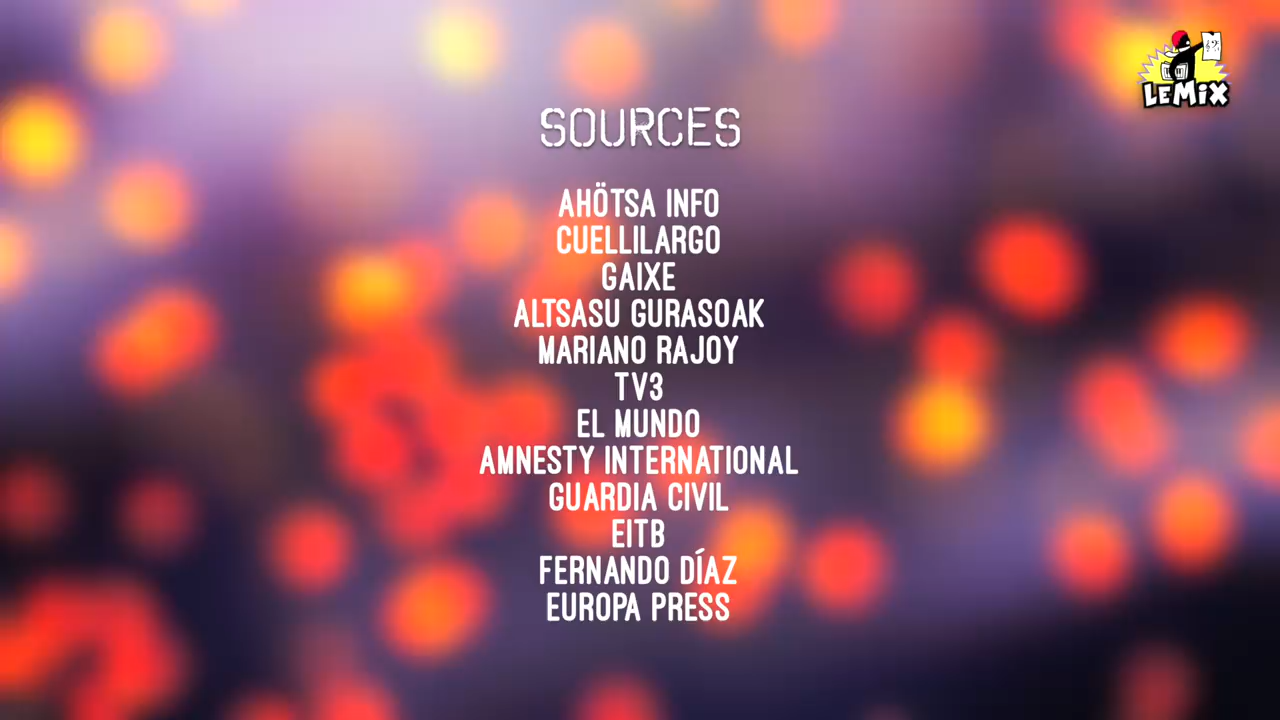 LEMIX
SOURCES
AHÖTSA INFO
CUELLILARGO
GAIXE
ALTSASU GURASOAK
MARIANO RAJOY
TV3
EL MUNDO
AMNESTY INTERNATIONAL
GUARDIA CIVIL
EITB
FERNANDO DÍAZ
EUROPA PRESS